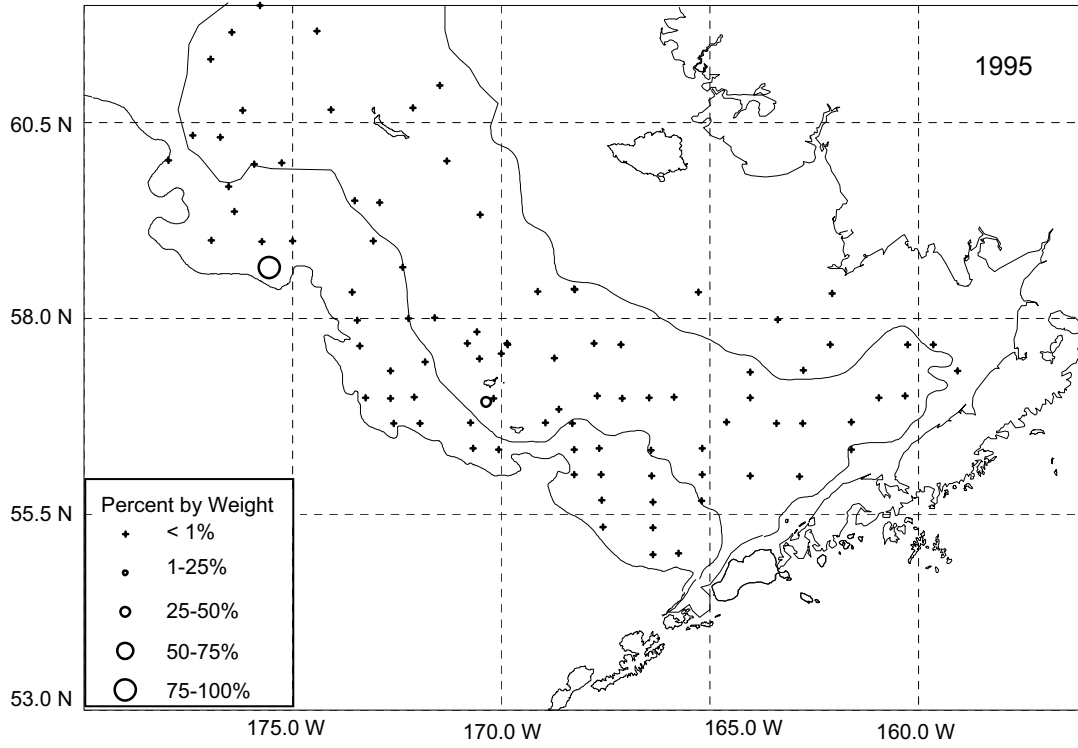 1995
60.5 N
58.0 N
55.5 N
53.0 N
Percent by Weight
< 1%
1-25%
25-50%
50-75%
75-100%
175.0 W
170.0 W
165.0 W
160.0 W